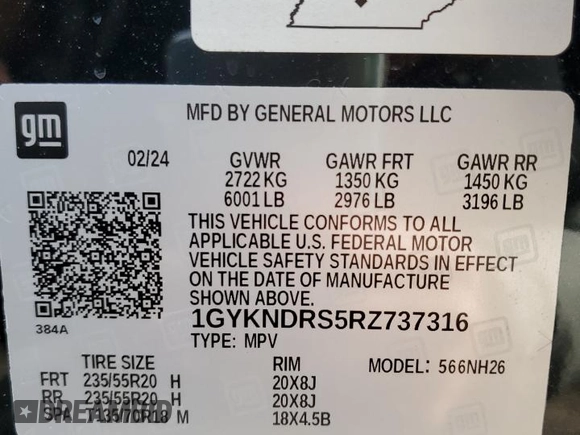 gm
MFD BY GENERAL MOTORS LLC
02/24 GVWR GAWR FRT GAWR RR
2722 KG 1350 KG 1450 KG
6001 LB 2976 LB 3196 LB
THIS VEHICLE CONFORMS TO ALL
APPLICABLE U.S. FEDERAL MOTOR
VEHICLE SAFETY STANDARDS IN EFFECT
ON THE DATE OF MANUFACTURE
SHOWN ABOVE.
384A
1GYKNDRS5RZ737316
TYPE: MPV MODEL: 566NH26
TIRE SIZE RIM
FRT 235/55R20 H 20X8J
RR 235/55R20 H 20X8J
SPA T135/70R18 M 18X4.5B